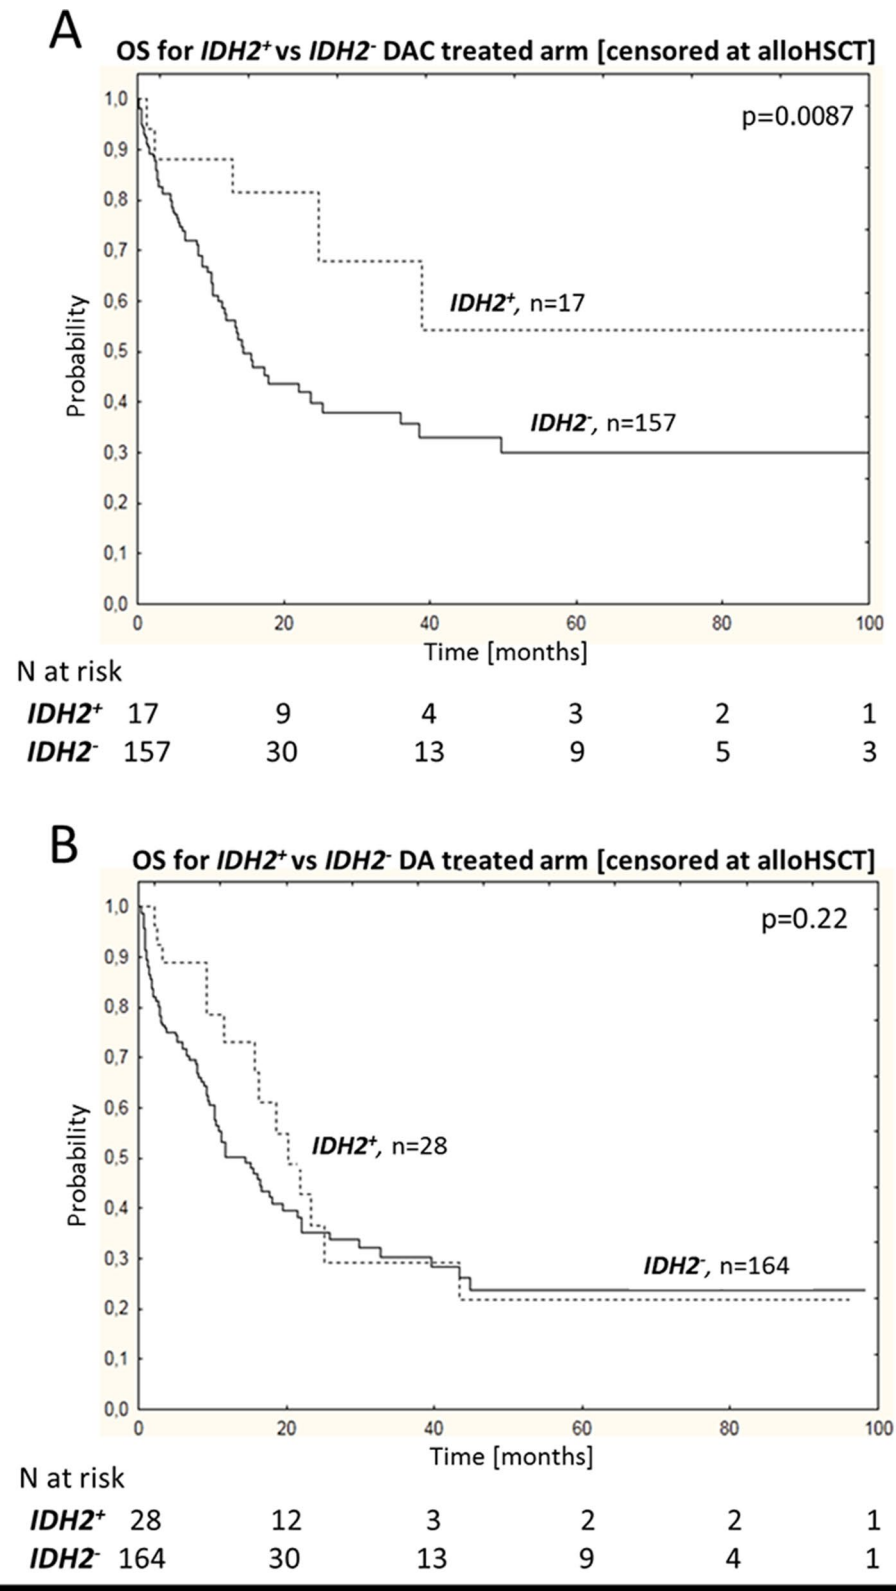 A
OS for IDH2+ vs IDH2- DAC treated arm [censored at alloHSCT]
p=0.0087
1,0
0,9
0,8
0,7
0,6
0,5
0,4
0,3
0,2
0,1
0,0
Probability
IDH2+, n=17
IDH2-, n=157
0 20 40 60 80 100
Time [months]
N at risk
IDH2+ 17 9 4 3 2 1
IDH2- 157 30 13 9 5 3
B
OS for IDH2+ vs IDH2- DA treated arm [censored at alloHSCT]
p=0.22
1,0
0,9
0,8
0,7
0,6
0,5
0,4
0,3
0,2
0,1
0,0
Probability
IDH2+, n=28
IDH2-, n=164
0 20 40 60 80 100
Time [months]
N at risk
IDH2+ 28 12 3 2 2 1
IDH2- 164 30 13 9 4 1